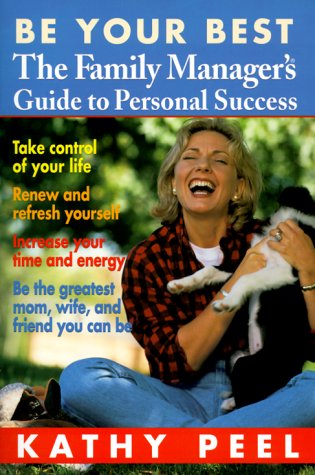 BE YOUR BEST
The Family Manager's®
Guide to Personal Success
Take control
of your life
Renew and
refresh yourself
Increase your
time and energy
Be the greatest
mom, wife, and
friend you can be
KATHY PEEL